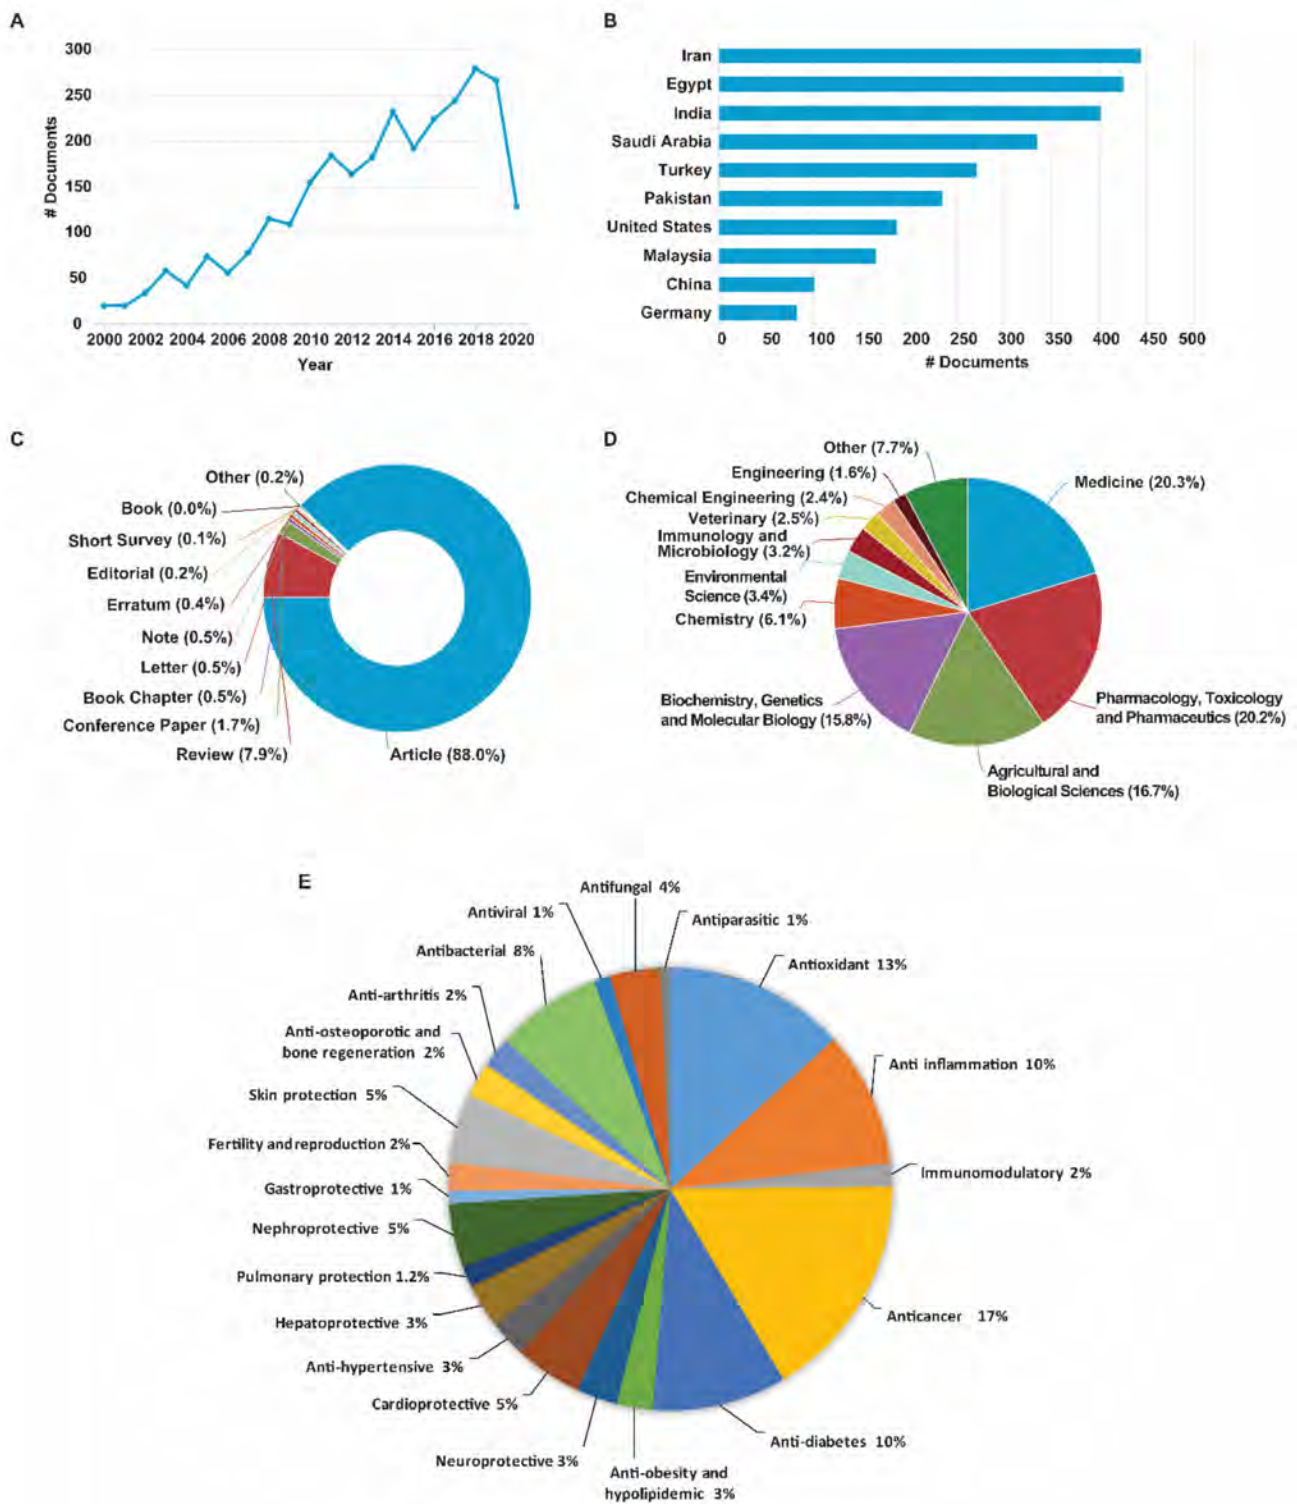 A
300
250
200
150
100
50
0
# Documents
2000 2002 2004 2006 2008 2010 2012 2014 2016 2018 2020
Year
B
Iran
Egypt
India
Saudi Arabia
Turkey
Pakistan
United States
Malaysia
China
Germany
0 50 100 150 200 250 300 350 400 450 500
# Documents
C
Other (0.2%)
Book (0.0%)
Short Survey (0.1%)
Editorial (0.2%)
Erratum (0.4%)
Note (0.5%)
Letter (0.5%)
Book Chapter (0.5%)
Conference Paper (1.7%)
Review (7.9%)
Article (88.0%)
D
Other (7.7%)
Engineering (1.6%)
Chemical Engineering (2.4%)
Veterinary (2.5%)
Immunology and
Microbiology (3.2%)
Environmental
Science (3.4%)
Chemistry (6.1%)
Biochemistry, Genetics
and Molecular Biology (15.8%)
Agricultural and
Biological Sciences (16.7%)
Pharmacology, Toxicology
and Pharmaceutics (20.2%)
Medicine (20.3%)
E
Antifungal 4%
Antiviral 1%
Antiparasitic 1%
Antibacterial 8%
Antioxidant 13%
Anti-arthritis 2%
Anti-osteoporotic and
bone regeneration 2%
Anti inflammation 10%
Skin protection 5%
Fertility and reproduction 2%
Immunomodulatory 2%
Gastroprotective 1%
Nephroprotective 5%
Pulmonary protection 1.2%
Hepatoprotective 3%
Anticancer 17%
Anti-hypertensive 3%
Cardioprotective 5%
Anti-diabetes 10%
Neuroprotective 3%
Anti-obesity and
hypolipidemic 3%